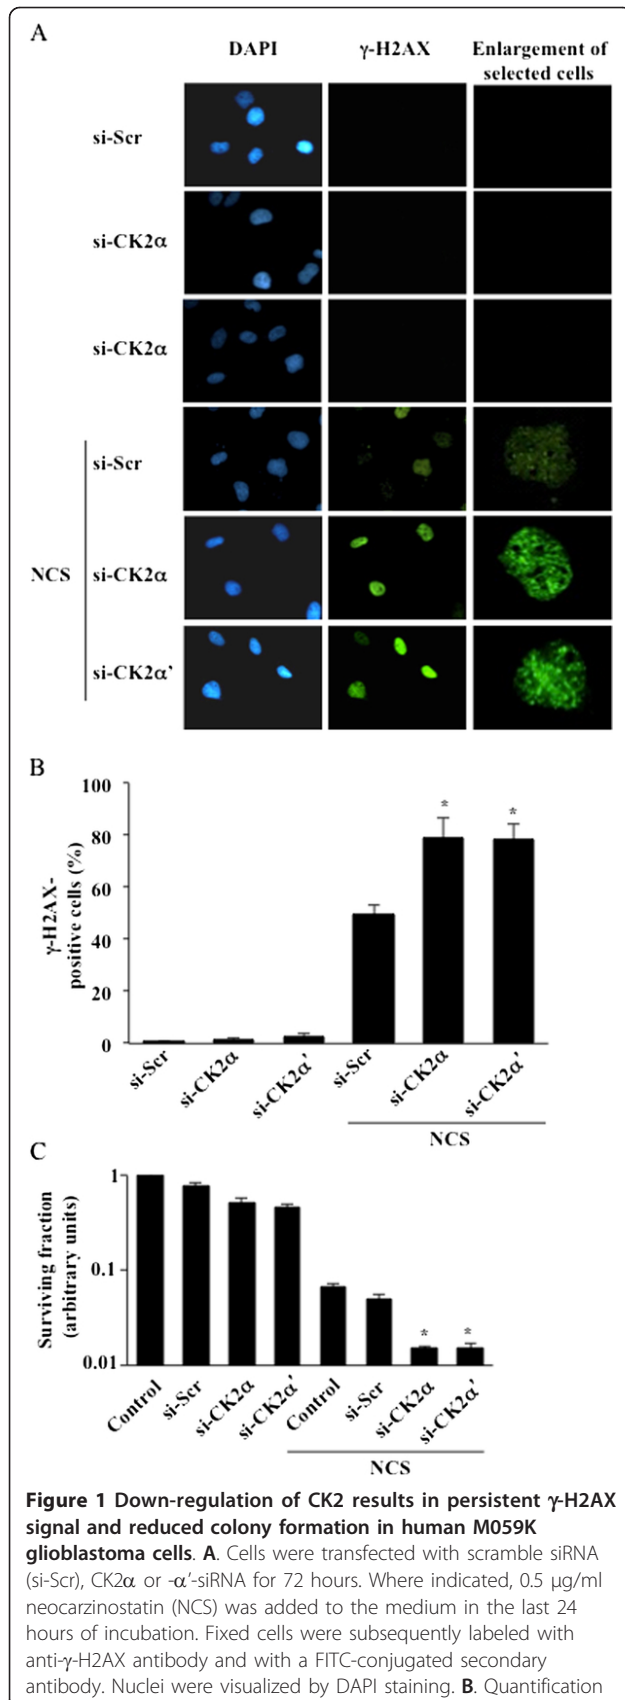 A
DAPI
γ-H2AX
Enlargement of
selected cells
si-Scr
si-CK2α
si-CK2α
NCS
si-Scr
si-CK2α
si-CK2α'
B
γ-H2AX-
positive cells (%)
100
80
60
40
20
0
si-Scr
si-CK2α
si-CK2α'
si-Scr
si-CK2α
si-CK2α'
* *
NCS
C
Surviving fraction
(arbitrary units)
1
0.1
0.01
* *
Control
si-Scr
si-CK2α
si-CK2α'
Control
si-Scr
si-CK2α
si-CK2α'
NCS
Figure 1 Down-regulation of CK2 results in persistent γ-H2AX
signal and reduced colony formation in human M059K
glioblastoma cells. A. Cells were transfected with scramble siRNA
(si-Scr), CK2α or -α'-siRNA for 72 hours. Where indicated, 0.5 μg/ml
neocarzinostatin (NCS) was added to the medium in the last 24
hours of incubation. Fixed cells were subsequently labeled with
anti-γ-H2AX antibody and with a FITC-conjugated secondary
antibody. Nuclei were visualized by DAPI staining. B. Quantification